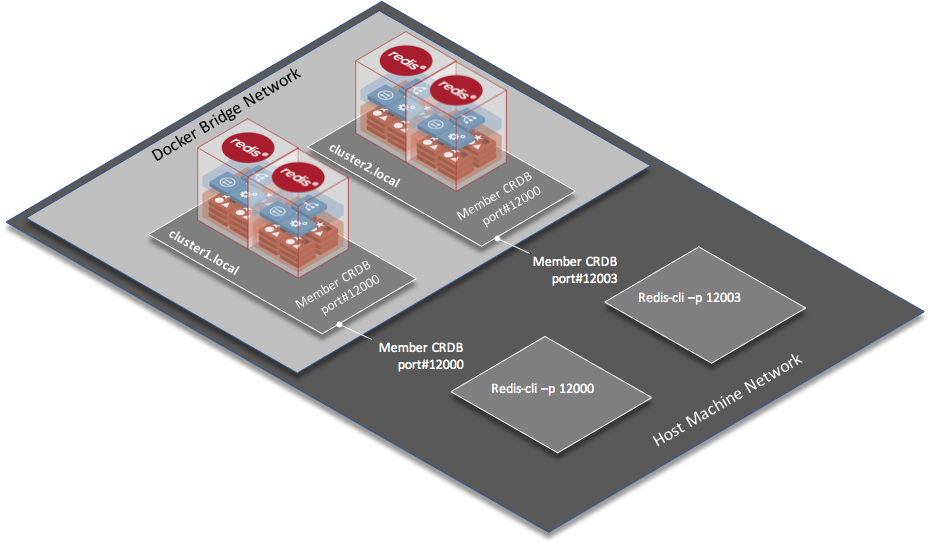 Docker Bridge Network
redis
redis
cluster2.local
Member CRDB
port#12000
redis
redis
cluster1.local
Member CRDB
port#12000
Member CRDB
port#12003
Redis-cli –p 12003
Member CRDB
port#12000
Redis-cli –p 12000
Host Machine Network